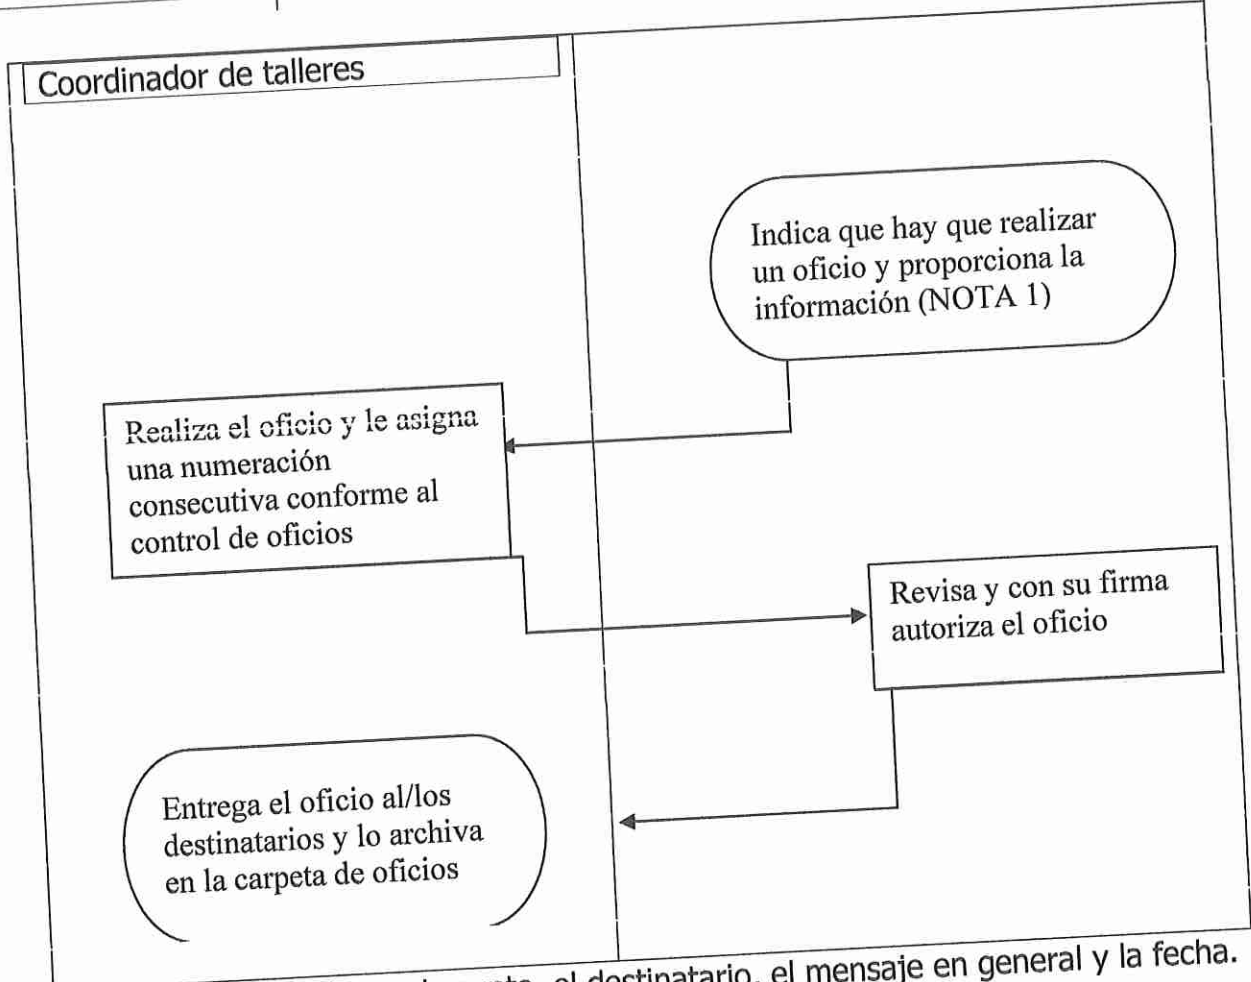 Coordinador de talleres
Indica que hay que realizar
un oficio y proporciona la
información (NOTA 1)
Realiza el oficio y le asigna
una numeración
consecutiva conforme al
control de oficios
Revisa y con su firma
autoriza el oficio
Entrega el oficio al/los
destinatarios y lo archiva
en la carpeta de oficios
el destinatario, el mensaje en general y la fecha.